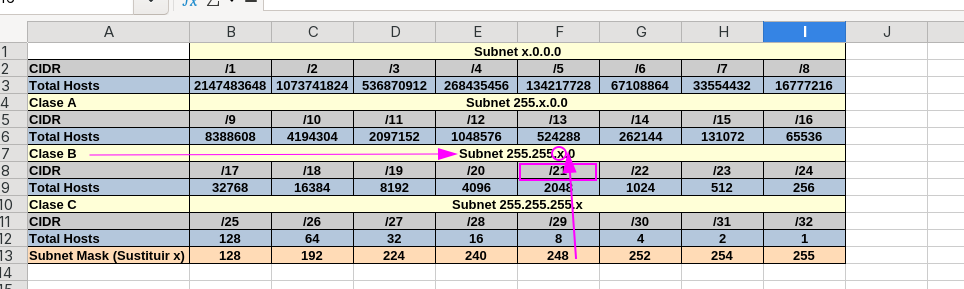 A B C D E F G H I J
1 Subnet x.0.0.0
2 CIDR /1 /2 /3 /4 /5 /6 /7 /8
3 Total Hosts 2147483648 1073741824 536870912 268435456 134217728 67108864 33554432 16777216
4 Clase A Subnet 255.x.0.0
5 CIDR /9 /10 /11 /12 /13 /14 /15 /16
6 Total Hosts 8388608 4194304 2097152 1048576 524288 262144 131072 65536
7 Clase B Subnet 255.255.x.0
8 CIDR /17 /18 /19 /20 /21 /22 /23 /24
9 Total Hosts 32768 16384 8192 4096 2048 1024 512 256
10 Clase C Subnet 255.255.255.x
11 CIDR /25 /26 /27 /28 /29 /30 /31 /32
12 Total Hosts 128 64 32 16 8 4 2 1
13 Subnet Mask (Sustituir x) 128 192 224 240 248 252 254 255
14